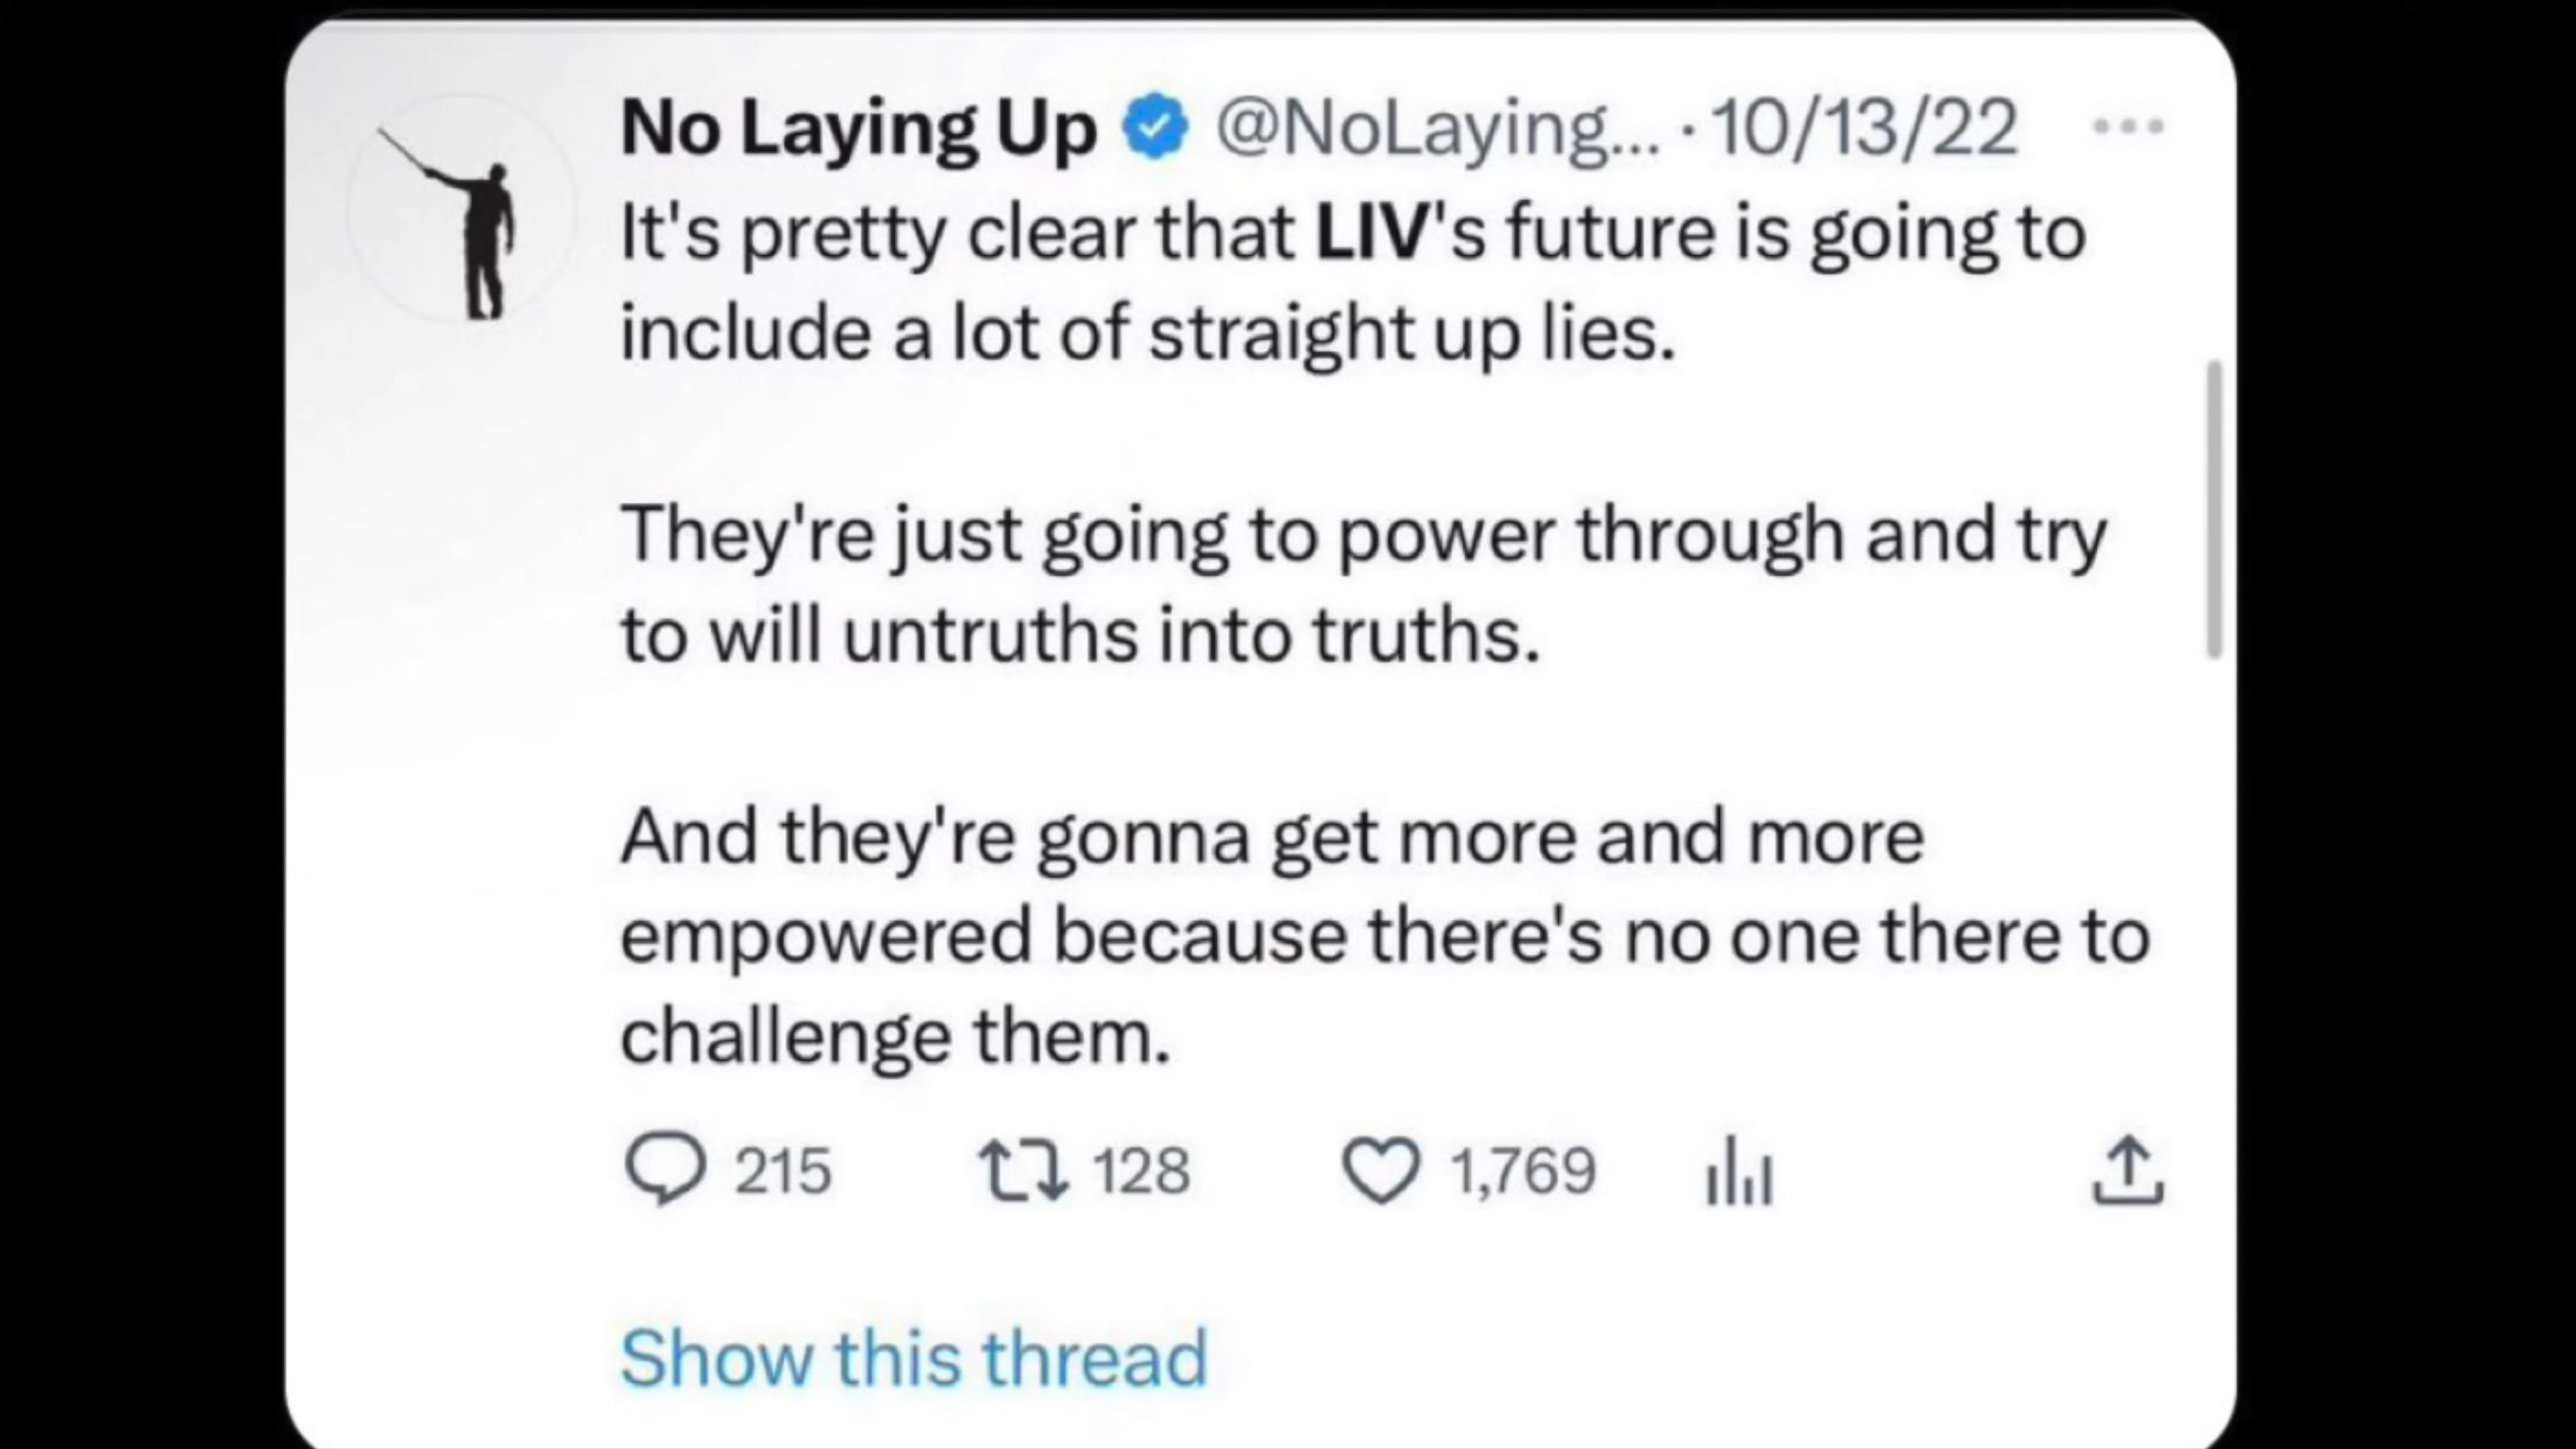 No Laying Up @NoLaying... · 10/13/22
It's pretty clear that LIV's future is going to
include a lot of straight up lies.
They're just going to power through and try
to will untruths into truths.
And they're gonna get more and more
empowered because there's no one there to
challenge them.
215 128 1,769
Show this thread